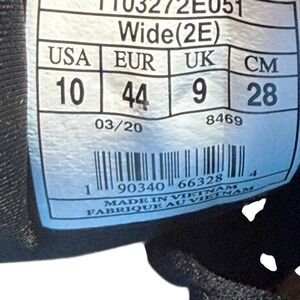 1103272E051
Wide(2E)
USA EUR UK CM
10 44 9 28
03/20 8469
1 90340 66328 4
MADE IN VIETNAM
FABRIQUE AU VIETNAM